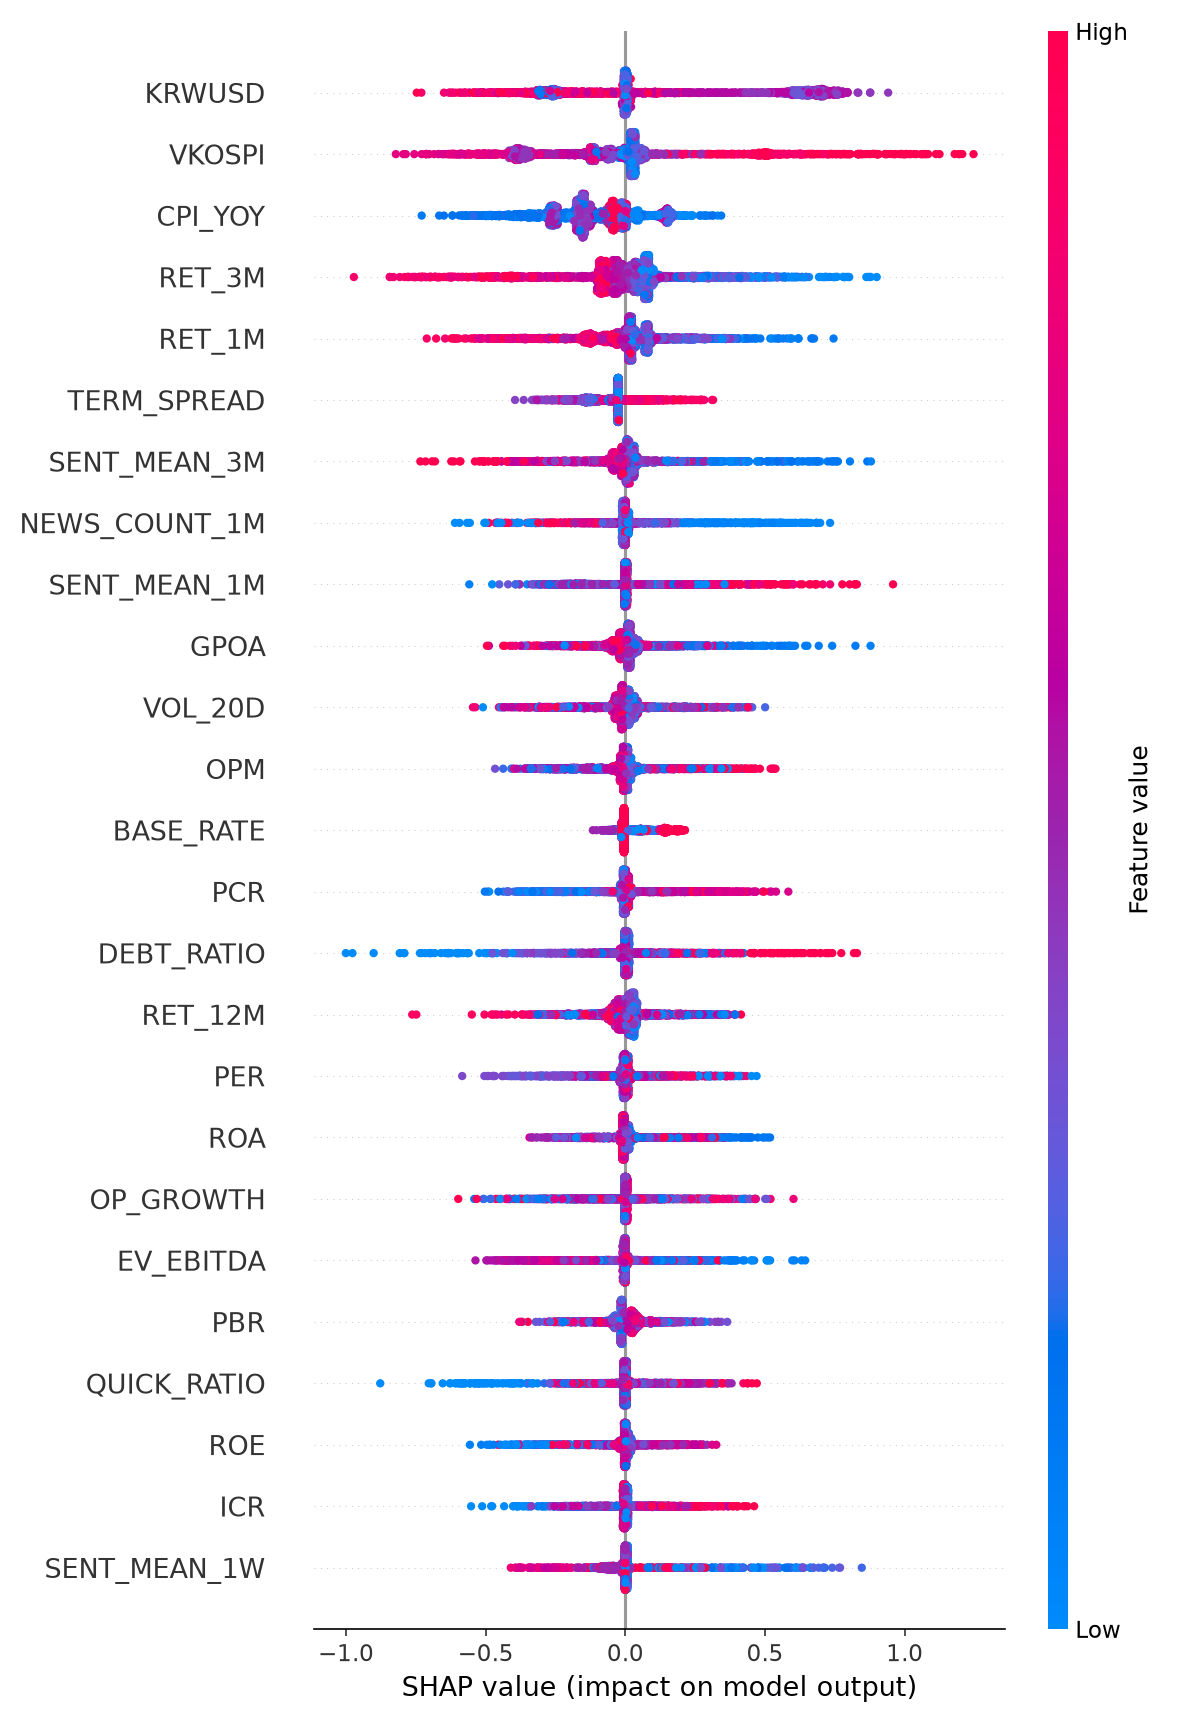 High
KRWUSD
VKOSPI
CPI_YOY
RET_3M
RET_1M
TERM_SPREAD
SENT_MEAN_3M
NEWS_COUNT_1M
SENT_MEAN_1M
GPOA
VOL_20D
OPM
BASE_RATE
PCR
DEBT_RATIO
RET_12M
PER
ROA
OP_GROWTH
EV_EBITDA
PBR
QUICK_RATIO
ROE
ICR
SENT_MEAN_1W
Feature value
Low
−1.0 −0.5 0.0 0.5 1.0
SHAP value (impact on model output)